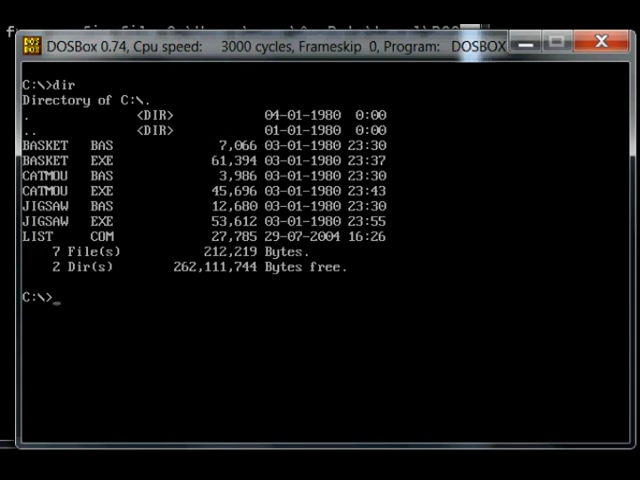 DOSBox 0.74, Cpu speed: 3000 cycles, Frameskip 0, Program: DOSBOX
C:\>dir
Directory of C:\.
. <DIR> 04-01-1980 0:00
.. <DIR> 01-01-1980 0:00
BASKET BAS 7,066 03-01-1980 23:30
BASKET EXE 61,394 03-01-1980 23:37
CATMOU BAS 3,986 03-01-1980 23:30
CATMOU EXE 45,696 03-01-1980 23:43
JIGSAW BAS 12,680 03-01-1980 23:30
JIGSAW EXE 53,612 03-01-1980 23:55
LIST COM 27,785 29-07-2004 16:26
7 File(s) 212,219 Bytes.
2 Dir(s) 262,111,744 Bytes free.
C:\>_